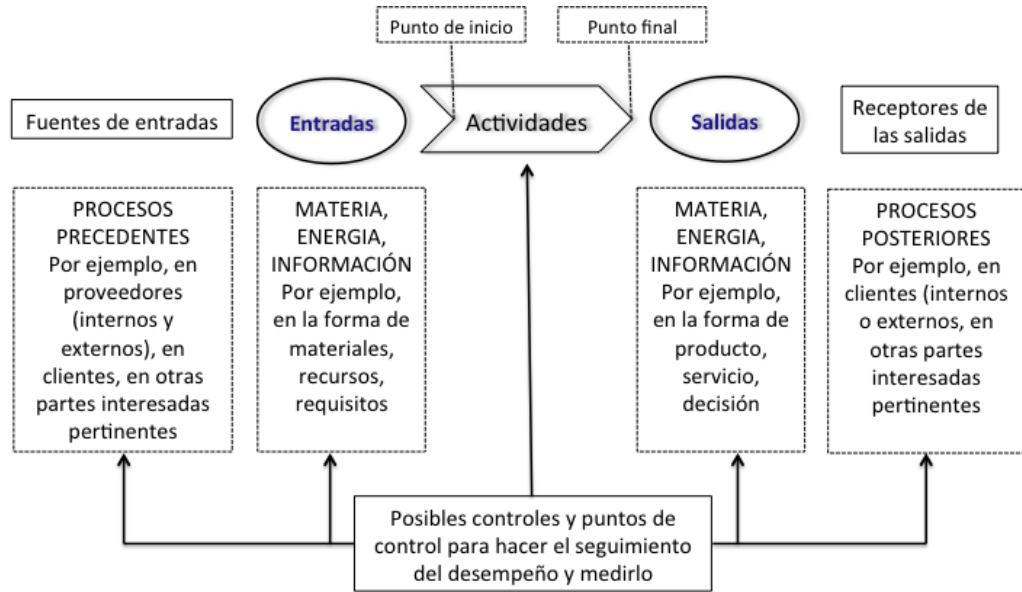 Punto de inicio
Punto final
Fuentes de entradas
Entradas
Actividades
Salidas
Receptores de
las salidas
PROCESOS
PRECEDENTES
Por ejemplo, en
proveedores
(internos y
externos), en
clientes, en otras
partes interesadas
pertinentes
MATERIA,
ENERGIA,
INFORMACIÓN
Por ejemplo,
en la forma de
materiales,
recursos,
requisitos
MATERIA,
ENERGIA,
INFORMACIÓN
Por ejemplo,
en la forma de
producto,
servicio,
decisión
PROCESOS
POSTERIORES
Por ejemplo, en
clientes (internos
o externos, en
otras partes
interesadas
pertinentes
Posibles controles y puntos de
control para hacer el seguimiento
del desempeño y medirlo